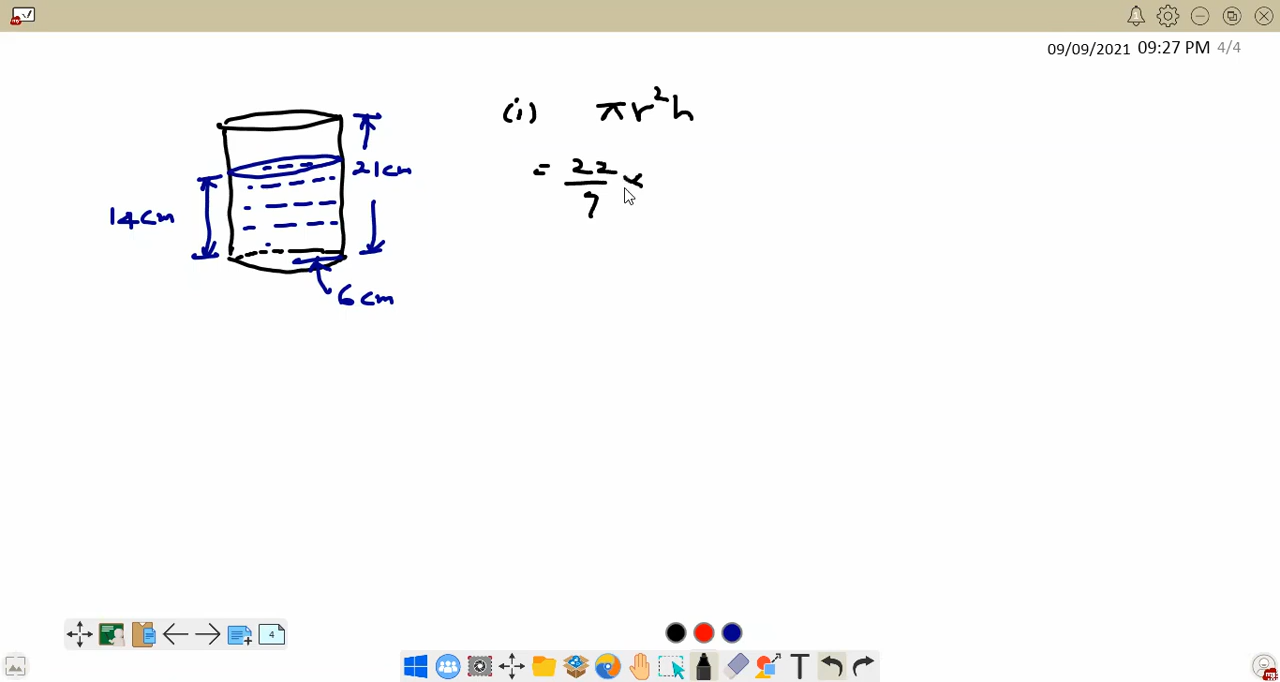 09/09/2021 09:27 PM 4/4
(i) πr²h
21cm
= 22/7 ×
14cm
6cm
4
T